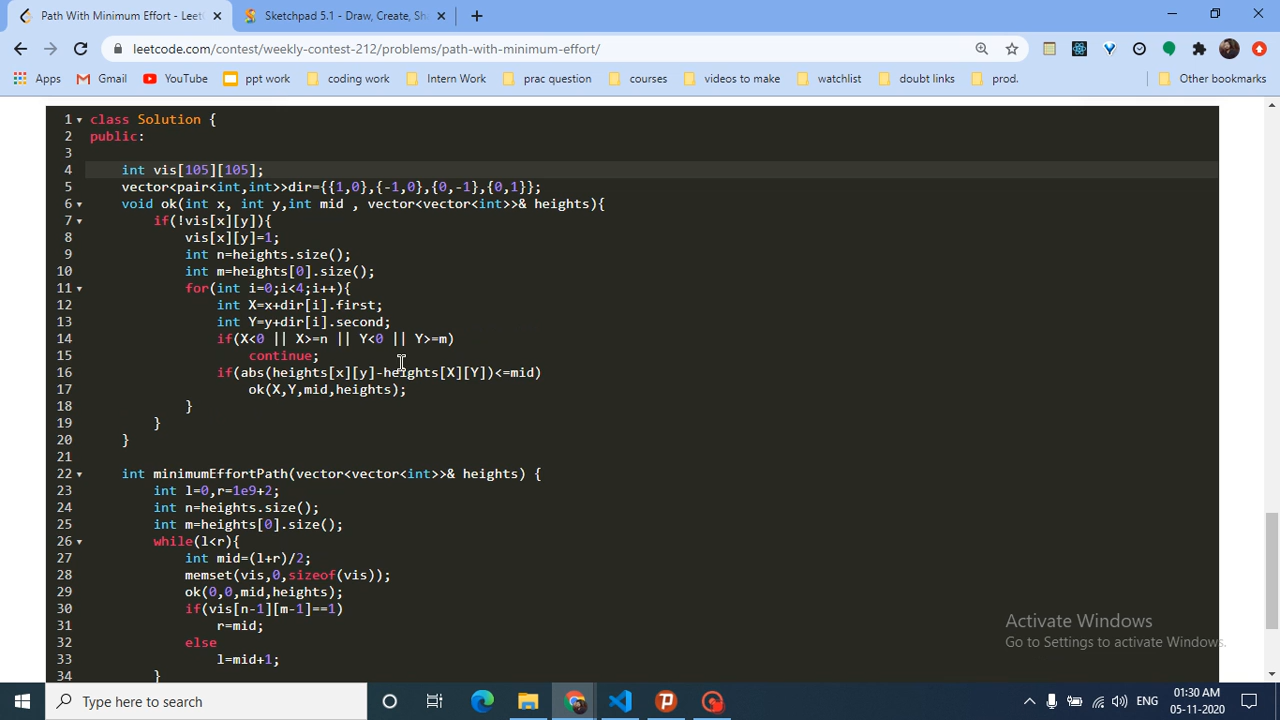 Path With Minimum Effort - Leet
Sketchpad 5.1 - Draw, Create, Sh
leetcode.com/contest/weekly-contest-212/problems/path-with-minimum-effort/
Apps Gmail YouTube ppt work coding work Intern Work prac question courses videos to make watchlist doubt links prod. Other bookmarks
1 class Solution {
2 public:
3
4 int vis[105][105];
5 vector<pair<int,int>>dir={{1,0},{-1,0},{0,-1},{0,1}};
6 void ok(int x, int y,int mid , vector<vector<int>>& heights){
7 if(!vis[x][y]){
8 vis[x][y]=1;
9 int n=heights.size();
10 int m=heights[0].size();
11 for(int i=0;i<4;i++){
12 int X=x+dir[i].first;
13 int Y=y+dir[i].second;
14 if(X<0 || X>=n || Y<0 || Y>=m)
15 continue;
16 if(abs(heights[x][y]-heights[X][Y])<=mid)
17 ok(X,Y,mid,heights);
18 }
19 }
20 }
21
22 int minimumEffortPath(vector<vector<int>>& heights) {
23 int l=0,r=1e9+2;
24 int n=heights.size();
25 int m=heights[0].size();
26 while(l<r){
27 int mid=(l+r)/2;
28 memset(vis,0,sizeof(vis));
29 ok(0,0,mid,heights);
30 if(vis[n-1][m-1]==1)
31 r=mid;
32 else
33 l=mid+1;
34 }
Activate Windows
Go to Settings to activate Windows.
Type here to search
ENG
01:30 AM
05-11-2020